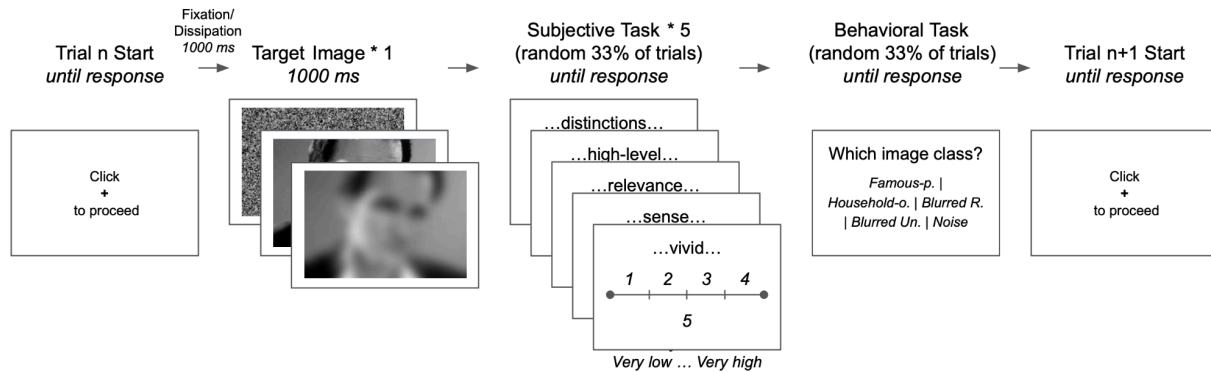 Trial n Start
until response
Fixation/
Dissipation
1000 ms
Target Image * 1
1000 ms
Subjective Task * 5
(random 33% of trials)
until response
Behavioral Task
(random 33% of trials)
until response
Trial n+1 Start
until response
Click
+
to proceed
…distinctions…
…high-level…
…relevance…
…sense…
…vivid…
1 2 3 4
5
Very low … Very high
Which image class?
Famous-p. |
Household-o. | Blurred R.
| Blurred Un. | Noise
Click
+
to proceed